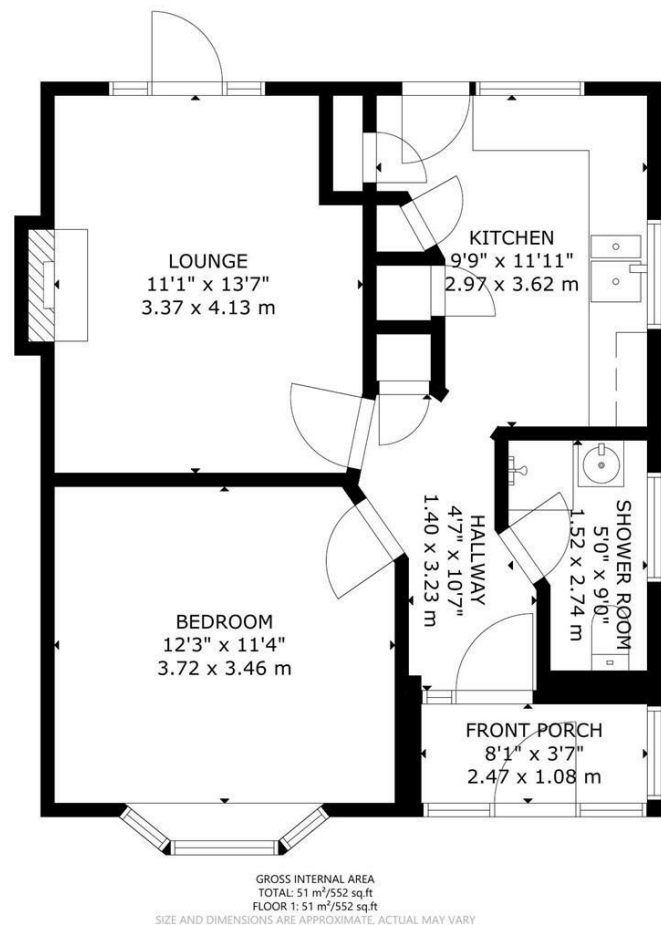 LOUNGE
11'1" x 13'7"
3.37 x 4.13 m
KITCHEN
9'9" x 11'11"
2.97 x 3.62 m
HALLWAY
4'7" x 10'7"
1.40 x 3.23 m
SHOWER ROOM
5'0" x 9'0"
1.52 x 2.74 m
BEDROOM
12'3" x 11'4"
3.72 x 3.46 m
FRONT PORCH
8'1" x 3'7"
2.47 x 1.08 m
GROSS INTERNAL AREA
TOTAL: 51 m²/552 sq.ft
FLOOR 1: 51 m²/552 sq.ft
SIZE AND DIMENSIONS ARE APPROXIMATE, ACTUAL MAY VARY